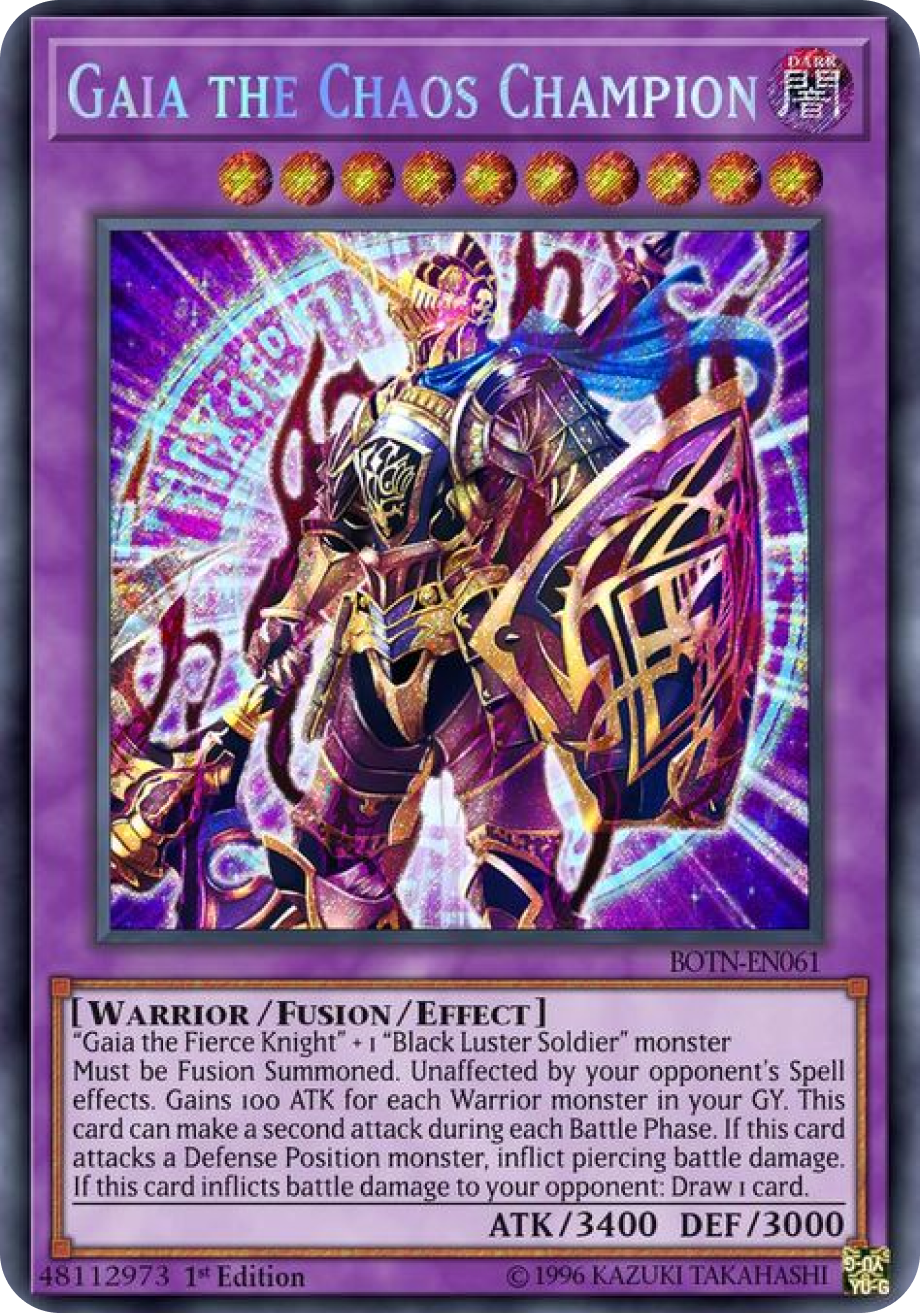 GAIA THE CHAOS CHAMPION
DARK
闇
BOTN-EN061
[WARRIOR/FUSION/EFFECT]
“Gaia the Fierce Knight” + 1 “Black Luster Soldier” monster
Must be Fusion Summoned. Unaffected by your opponent's Spell
effects. Gains 100 ATK for each Warrior monster in your GY. This
card can make a second attack during each Battle Phase. If this card
attacks a Defense Position monster, inflict piercing battle damage.
If this card inflicts battle damage to your opponent: Draw 1 card.
ATK/3400 DEF/3000
48112973 1st Edition
© 1996 KAZUKI TAKAHASHI